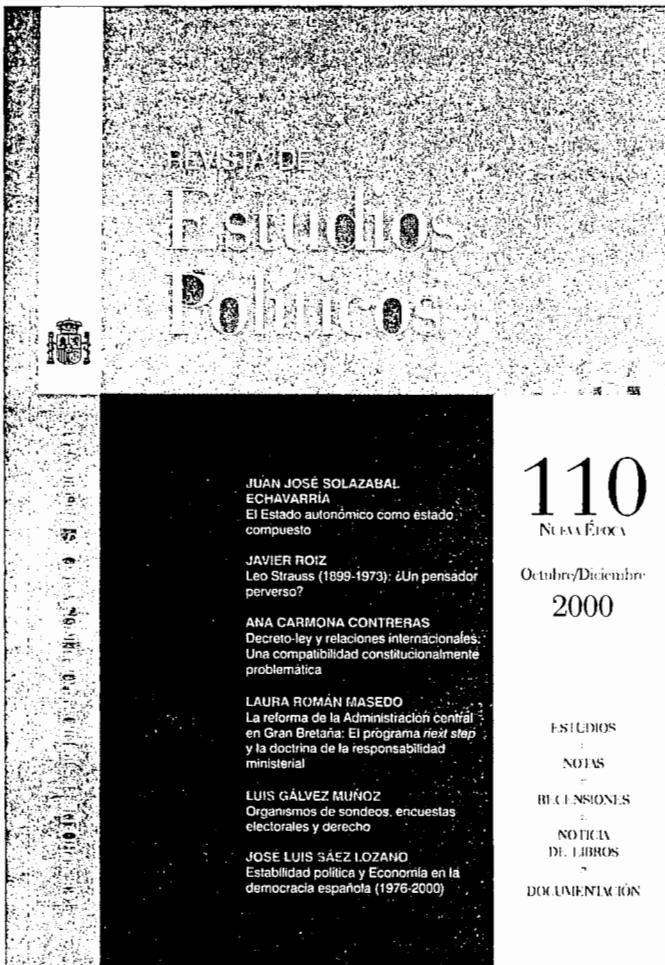 REVISTA DE
Estudios
Políticos
JUAN JOSÉ SOLAZABAL
ECHAVARRÍA
El Estado autonómico como estado
compuesto
JAVIER ROIZ
Leo Strauss (1899-1973): ¿Un pensador
perverso?
ANA CARMONA CONTRERAS
Decreto-ley y relaciones internacionales:
Una compatibilidad constitucionalmente
problemática
LAURA ROMÁN MASEDO
La reforma de la Administración central
en Gran Bretaña: El programa next step
y la doctrina de la responsabilidad
ministerial
LUIS GÁLVEZ MUÑOZ
Organismos de sondeos, encuestas
electorales y derecho
JOSÉ LUIS SÁEZ LOZANO
Estabilidad política y Economía en la
democracia española (1976-2000)
110
NUEVA ÉPOCA
Octubre/Diciembre
2000
ESTUDIOS
NOTAS
RECENSIONES
NOTICIA
DE LIBROS
DOCUMENTACIÓN